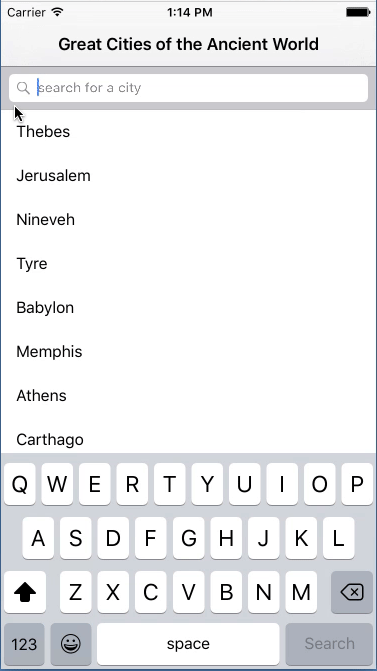 Carrier 1:14 PM
Great Cities of the Ancient World
search for a city
Thebes
Jerusalem
Nineveh
Tyre
Babylon
Memphis
Athens
Carthago
Q W E R T Y U I O P
A S D F G H J K L
Z X C V B N M
123 space Search